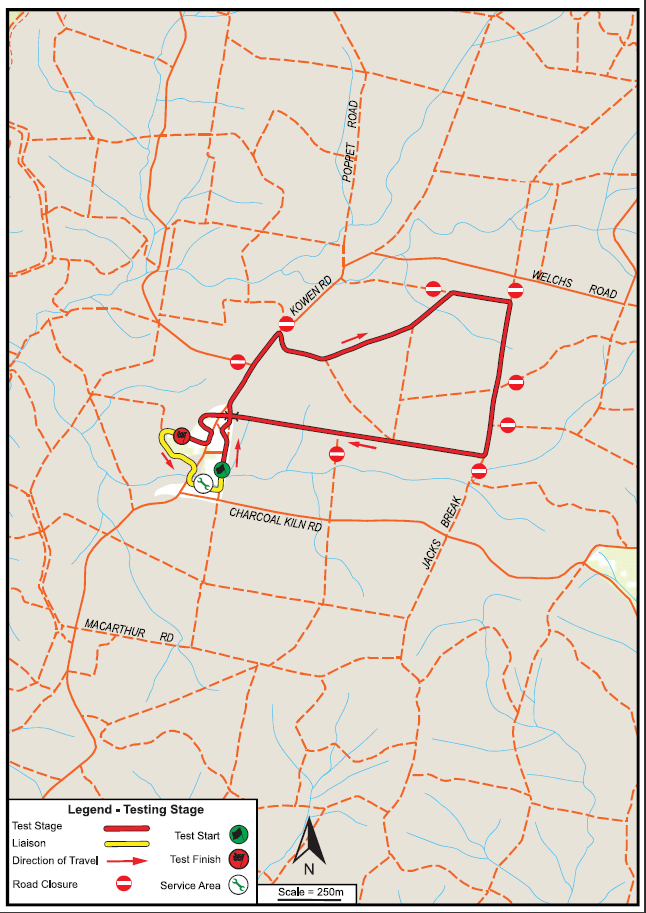 POPPET ROAD
WELCHS ROAD
KOWEN RD
CHARCOAL KILN RD
JACKS BREAK
MACARTHUR RD
Legend - Testing Stage
Test Stage
Liaison
Direction of Travel
Road Closure
Test Start
Test Finish
Service Area
N
Scale = 250m